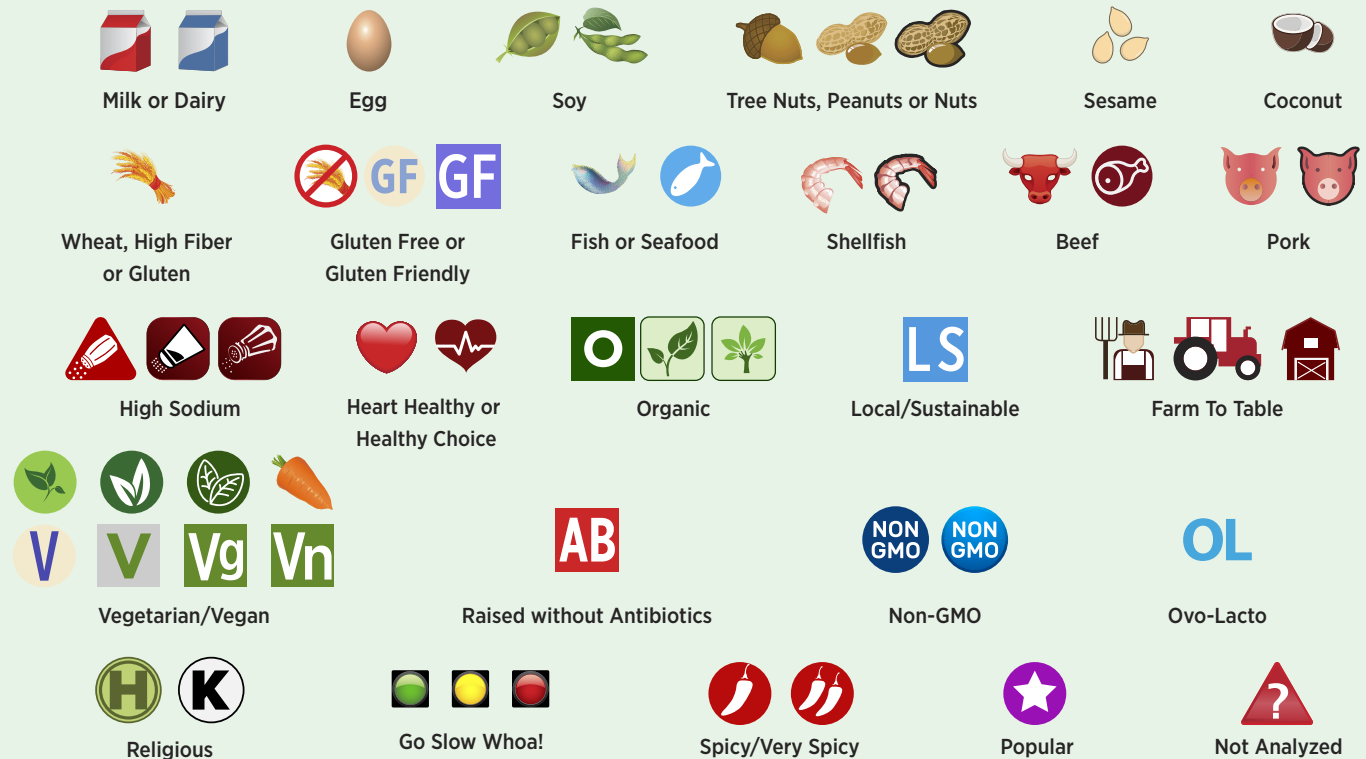 Milk or Dairy
Egg
Soy
Tree Nuts, Peanuts or Nuts
Sesame
Coconut
GF
GF
Wheat, High Fiber
or Gluten
Gluten Free or
Gluten Friendly
Fish or Seafood
Shellfish
Beef
Pork
O
LS
High Sodium
Heart Healthy or
Healthy Choice
Organic
Local/Sustainable
Farm To Table
V
V
Vg
Vn
AB
NON
GMO
NON
GMO
OL
Vegetarian/Vegan
Raised without Antibiotics
Non-GMO
Ovo-Lacto
H
K
?
Religious
Go Slow Whoa!
Spicy/Very Spicy
Popular
Not Analyzed